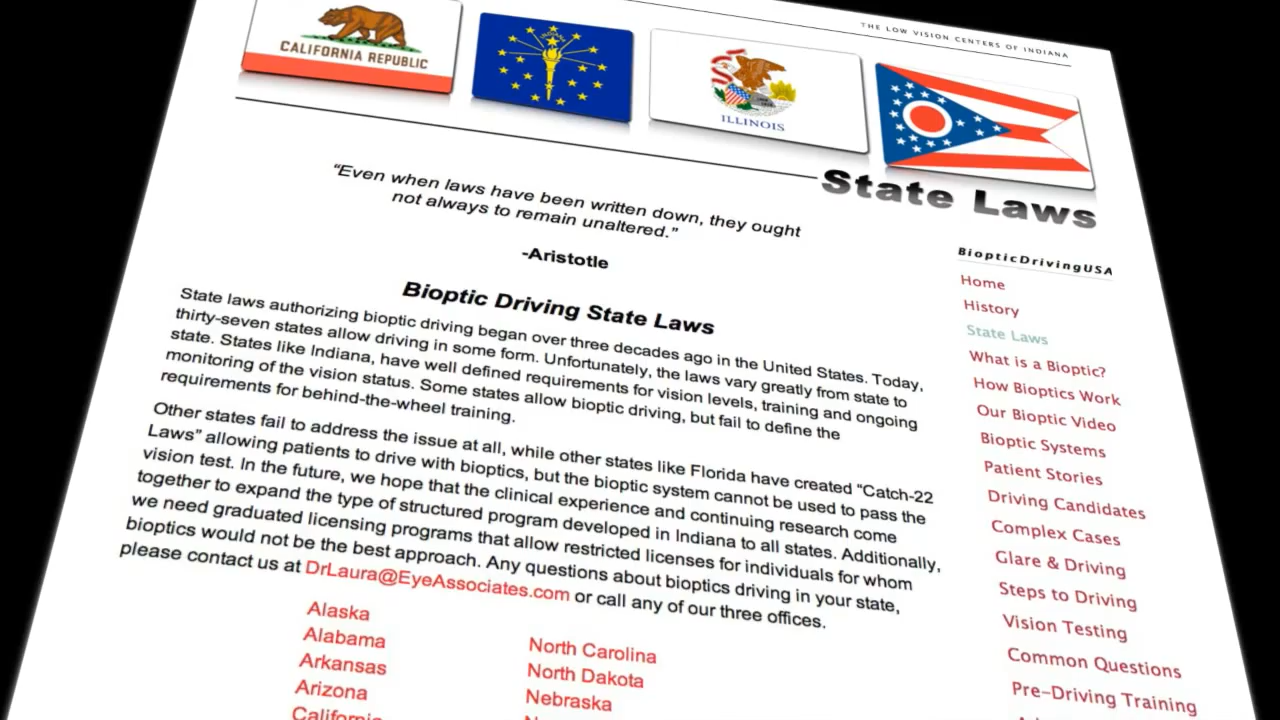 THE LOW VISION CENTERS OF INDIANA
CALIFORNIA REPUBLIC
ILLINOIS
State Laws
“Even when laws have been written down, they ought
not always to remain unaltered.”
-Aristotle
Bioptic Driving State Laws
State laws authorizing bioptic driving began over three decades ago in the United States. Today,
thirty-seven states allow driving in some form. Unfortunately, the laws vary greatly from state to
state. States like Indiana, have well defined requirements for vision levels, training and ongoing
monitoring of the vision status. Some states allow bioptic driving, but fail to define the
requirements for behind-the-wheel training.
Other states fail to address the issue at all, while other states like Florida have created “Catch-22
Laws” allowing patients to drive with bioptics, but the bioptic system cannot be used to pass the
vision test. In the future, we hope that the clinical experience and continuing research come
together to expand the type of structured program developed in Indiana to all states. Additionally,
we need graduated licensing programs that allow restricted licenses for individuals for whom
bioptics would not be the best approach. Any questions about bioptics driving in your state,
please contact us at DrLaura@EyeAssociates.com or call any of our three offices.
Alaska
Alabama
Arkansas
Arizona
California
North Carolina
North Dakota
Nebraska
BiopticDrivingUSA
Home
History
State Laws
What is a Bioptic?
How Bioptics Work
Our Bioptic Video
Bioptic Systems
Patient Stories
Driving Candidates
Complex Cases
Glare & Driving
Steps to Driving
Vision Testing
Common Questions
Pre-Driving Training